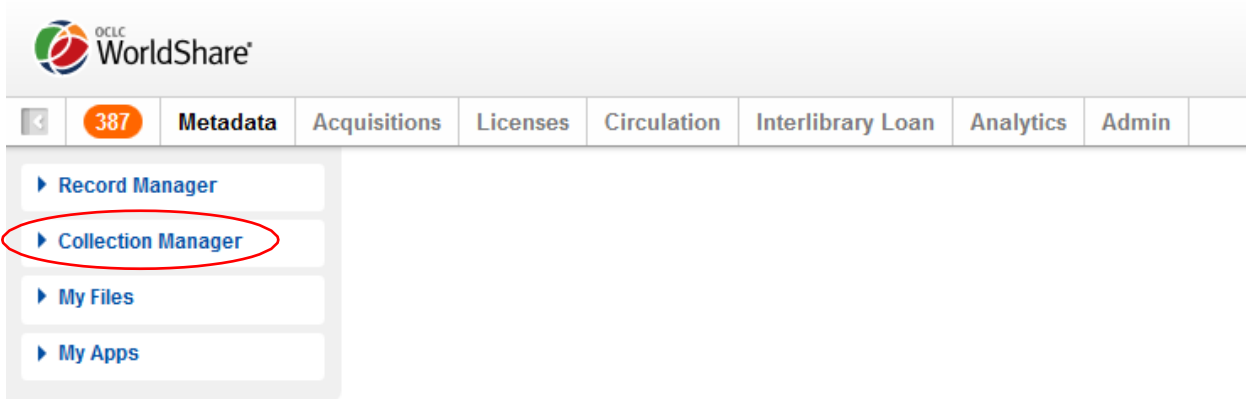 OCLC
WorldShare®
387 Metadata Acquisitions Licenses Circulation Interlibrary Loan Analytics Admin
Record Manager
Collection Manager
My Files
My Apps